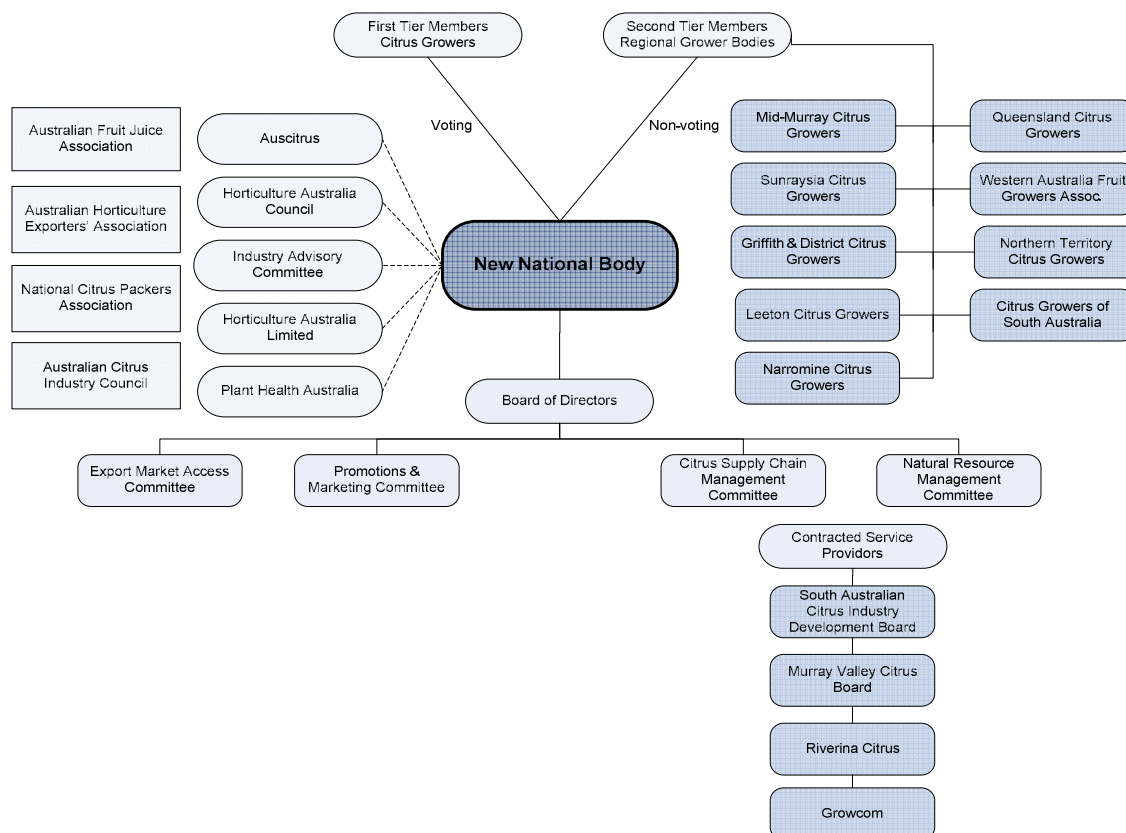 First Tier Members
Citrus Growers
Second Tier Members
Regional Grower Bodies
Voting
Non-voting
Australian Fruit Juice
Association
Australian Horticulture
Exporters' Association
National Citrus Packers
Association
Australian Citrus
Industry Council
Auscitrus
Horticulture Australia
Council
Industry Advisory
Committee
Horticulture Australia
Limited
Plant Health Australia
New National Body
Mid-Murray Citrus
Growers
Sunraysia Citrus
Growers
Griffith & District Citrus
Growers
Leeton Citrus Growers
Narromine Citrus
Growers
Queensland Citrus
Growers
Western Australia Fruit
Growers Assoc.
Northern Territory
Citrus Growers
Citrus Growers of
South Australia
Board of Directors
Export Market Access
Committee
Promotions &
Marketing Committee
Citrus Supply Chain
Management
Committee
Natural Resource
Management
Committee
Contracted Service
Providors
South Australian
Citrus Industry
Development Board
Murray Valley Citrus
Board
Riverina Citrus
Growcom